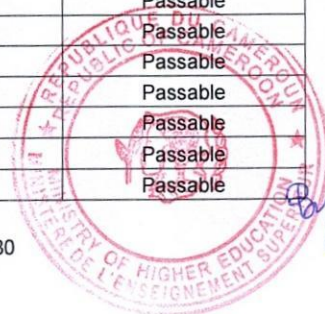 Passable
Passable
Passable
Passable
Passable
Passable
Passable
30
REPUBLIQUE DU CAMEROUN
REPUBLIC OF CAMEROON
MINISTRY OF HIGHER EDUCATION
MINISTERE DE L'ENSEIGNEMENT SUPERIEUR